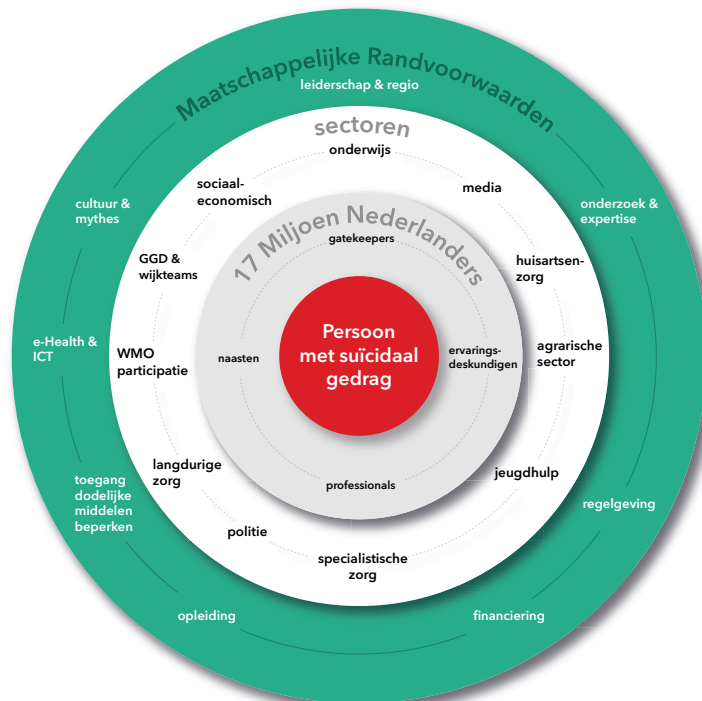 Maatschappelijke Randvoorwaarden
leiderschap & regio
sectoren
onderwijs
sociaal-
economisch
media
cultuur &
mythes
onderzoek &
expertise
17 Miljoen Nederlanders
gatekeepers
GGD &
wijkteams
huisartsen-
zorg
e-Health &
ICT
WMO
participatie
naasten
Persoon
met suïcidaal
gedrag
ervarings-
deskundigen
agrarische
sector
langdurige
zorg
jeugdhulp
toegang
dodelijke
middelen
beperken
professionals
regelgeving
politie
specialistische
zorg
opleiding
financiering